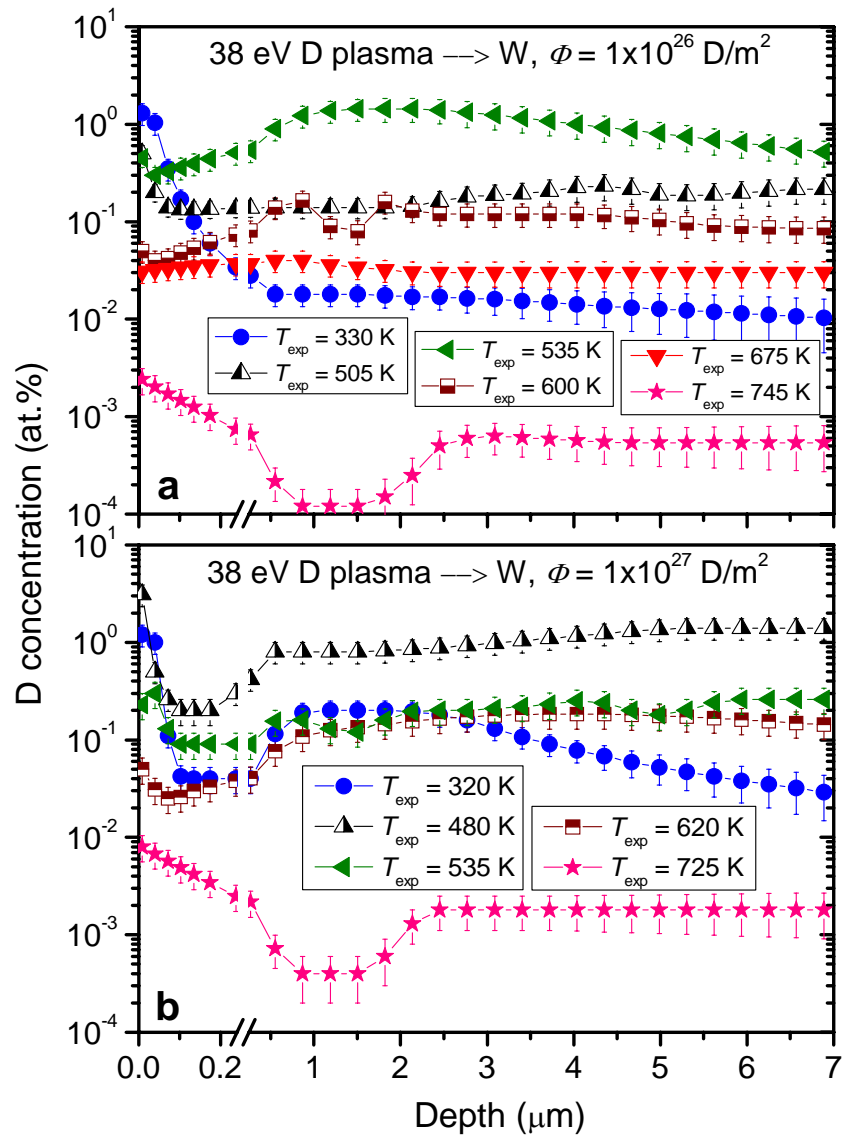 38 eV D plasma —> W, Φ = 1x10^26 D/m^2
10^1
10^0
10^-1
10^-2
10^-3
10^-4
T_exp = 330 K
T_exp = 505 K
T_exp = 535 K
T_exp = 600 K
T_exp = 675 K
T_exp = 745 K
a
D concentration (at.%)
38 eV D plasma —> W, Φ = 1x10^27 D/m^2
10^1
10^0
10^-1
10^-2
10^-3
10^-4
T_exp = 320 K
T_exp = 480 K
T_exp = 535 K
T_exp = 620 K
T_exp = 725 K
b
0.0 0.2 1 2 3 4 5 6 7
Depth (μm)